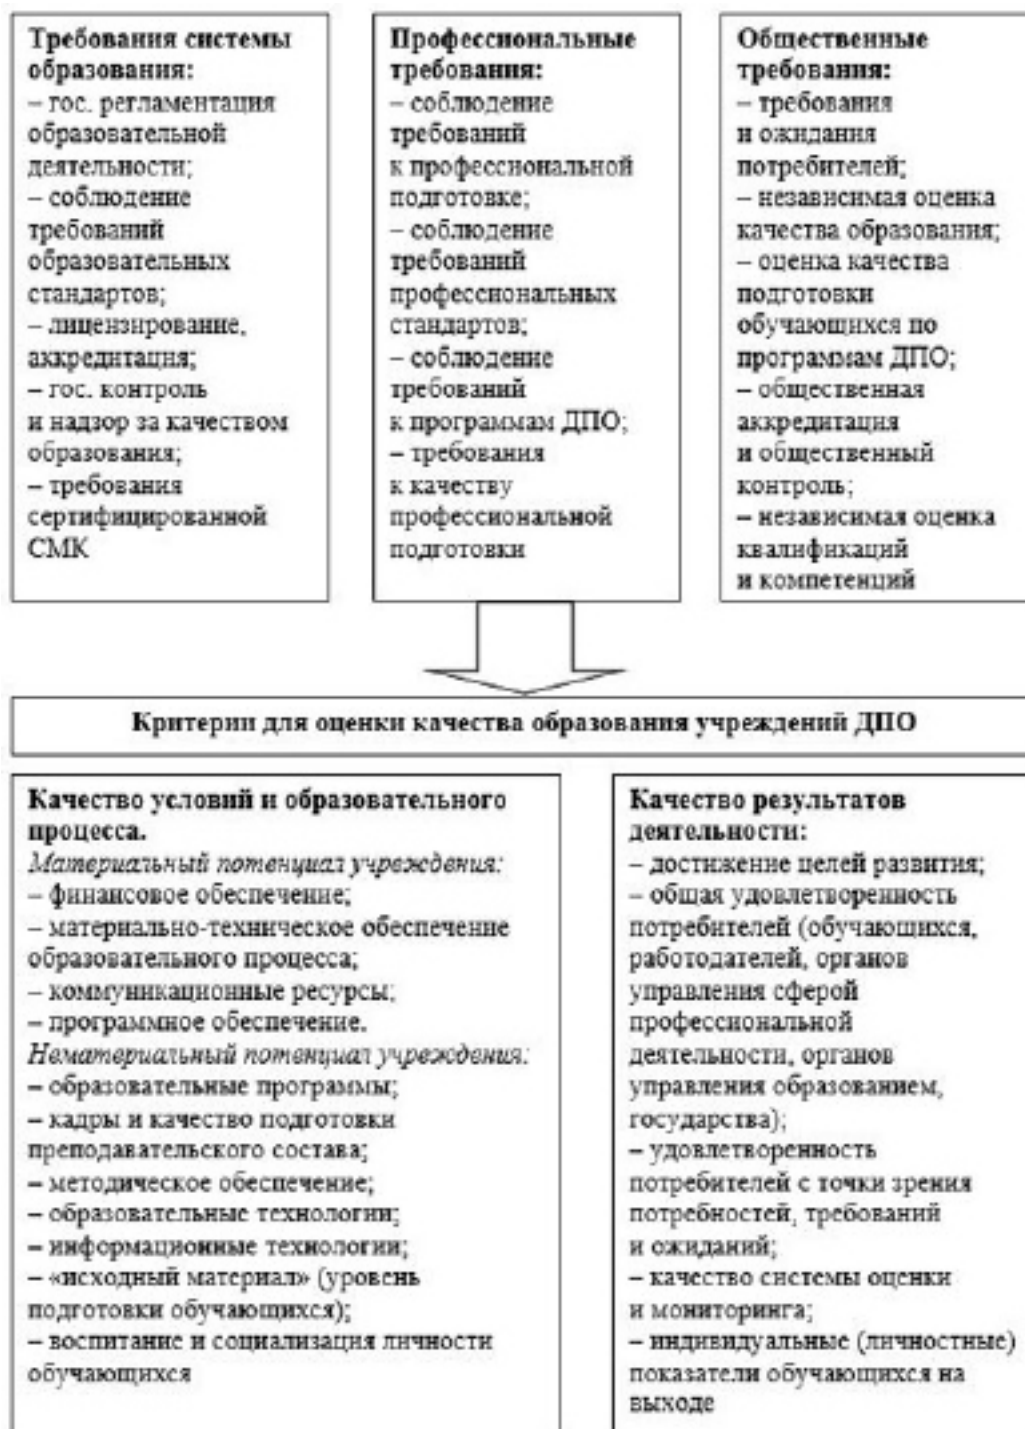 Требования системы
образования:
– гос. регламентация
образовательной
деятельности;
– соблюдение
требований
образовательных
стандартов;
– лицензирование,
аккредитация;
– гос. контроль
и надзор за качеством
образования;
– требования
сертифицированной
СМК
Профессиональные
требования:
– соблюдение
требований
к профессиональной
подготовке;
– соблюдение
требований
профессиональных
стандартов;
– соблюдение
требований
к программам ДПО;
– требования
к качеству
профессиональной
подготовки
Общественные
требования:
– требования
и ожидания
потребителей;
– независимая оценка
качества образования;
– оценка качества
подготовки
обучающихся по
программам ДПО;
– общественная
аккредитация
и общественный
контроль;
– независимая оценка
квалификаций
и компетенций
Критерии для оценки качества образования учреждений ДПО
Качество условий и образовательного
процесса.
Материальный потенциал учреждения:
– финансовое обеспечение;
– материально-техническое обеспечение
образовательного процесса;
– коммуникационные ресурсы;
– программное обеспечение.
Нематериальный потенциал учреждения:
– образовательные программы;
– кадры и качество подготовки
преподавательского состава;
– методическое обеспечение;
– образовательные технологии;
– информационные технологии;
– «исходный материал» (уровень
подготовки обучающихся);
– воспитание и социализация личности
обучающихся
Качество результатов
деятельности:
– достижение целей развития;
– общая удовлетворенность
потребителей (обучающихся,
работодателей, органов
управления сферой
профессиональной
деятельности, органов
управления образованием,
государства);
– удовлетворенность
потребителей с точки зрения
потребностей, требований
и ожиданий;
– качество системы оценки
и мониторинга;
– индивидуальные (личностные)
показатели обучающихся на
выходе